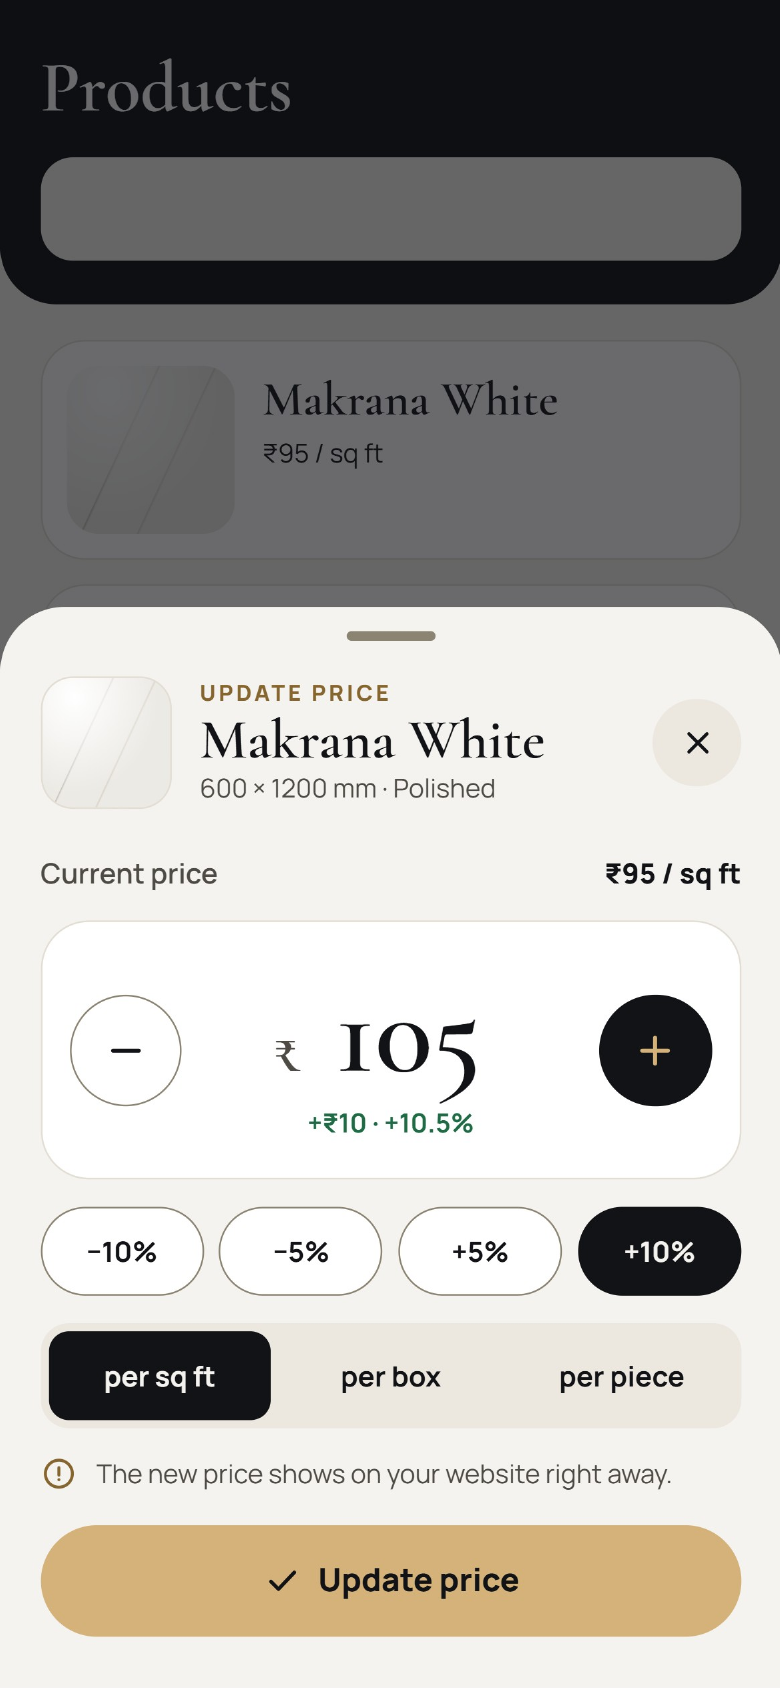 Products
Makrana White
₹95 / sq ft
UPDATE PRICE
Makrana White
600 × 1200 mm · Polished
Current price
₹95 / sq ft
₹ 105
+₹10 · +10.5%
−10%
−5%
+5%
+10%
per sq ft
per box
per piece
The new price shows on your website right away.
Update price